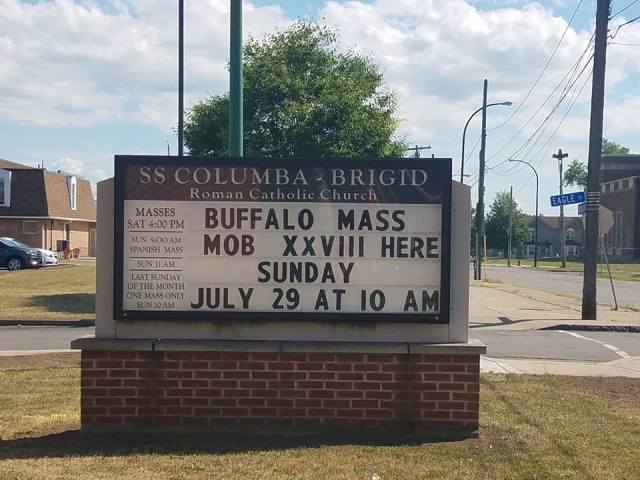 SS COLUMBA - BRIGID
Roman Catholic Church
MASSES
SAT 4:00 PM
SUN 9:00 AM
SPANISH MASS
SUN 11 AM
LAST SUNDAY
OF THE MONTH
ONE MASS ONLY
SUN 10 AM
BUFFALO MASS
MOB XXVIII HERE
SUNDAY
JULY 29 AT 10 AM
EAGLE ST